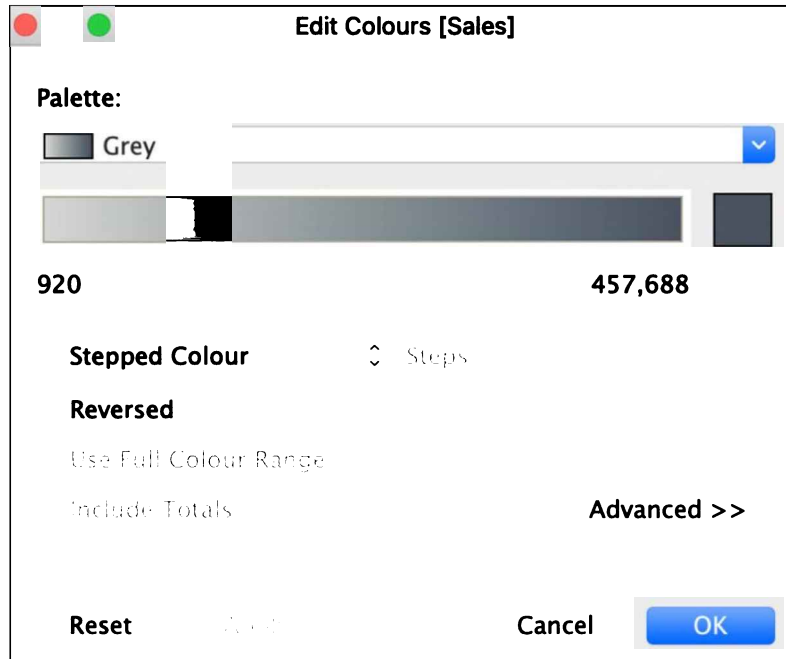 Edit Colours [Sales]
Palette:
Grey
920 457,688
Stepped Colour Steps
Reversed
Use Full Colour Range
Include Totals Advanced >>
Reset Cancel OK